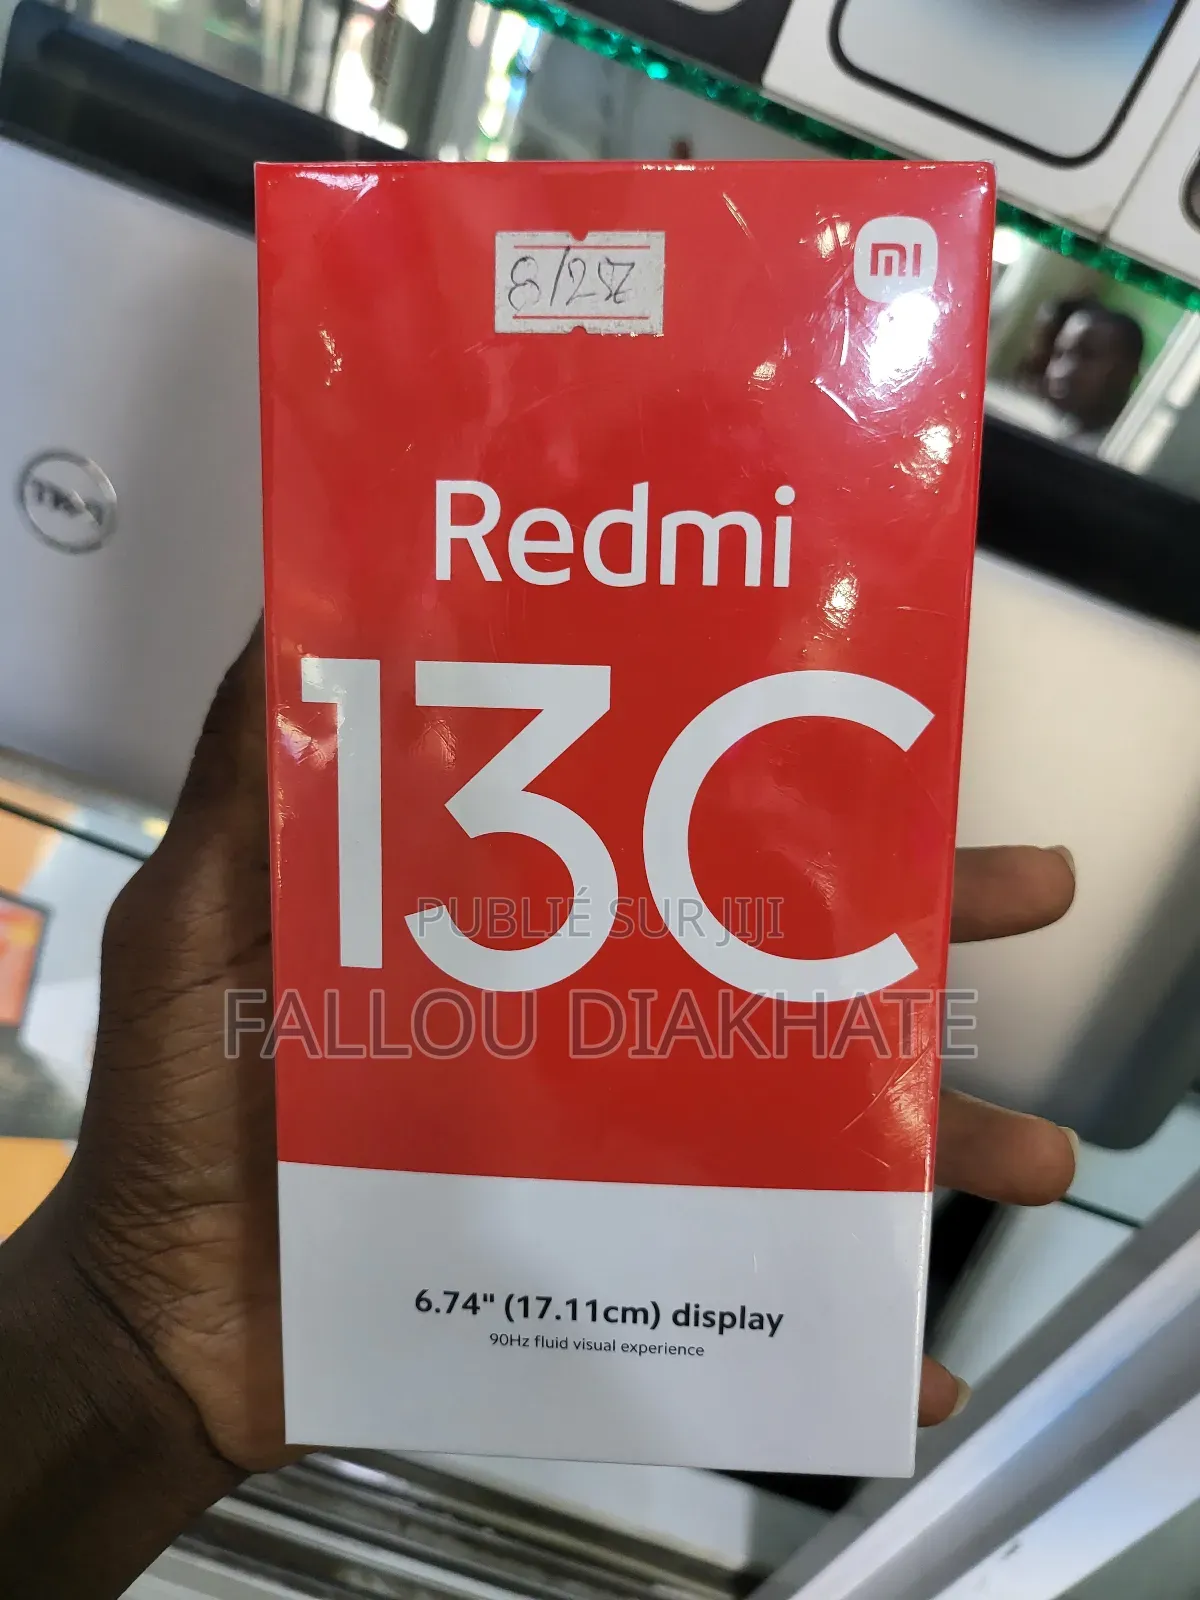 8/256
mi
Redmi
13C
PUBLIÉ SUR JIJI
FALLOU DIAKHATE
6.74" (17.11cm) display
90Hz fluid visual experience
DELL